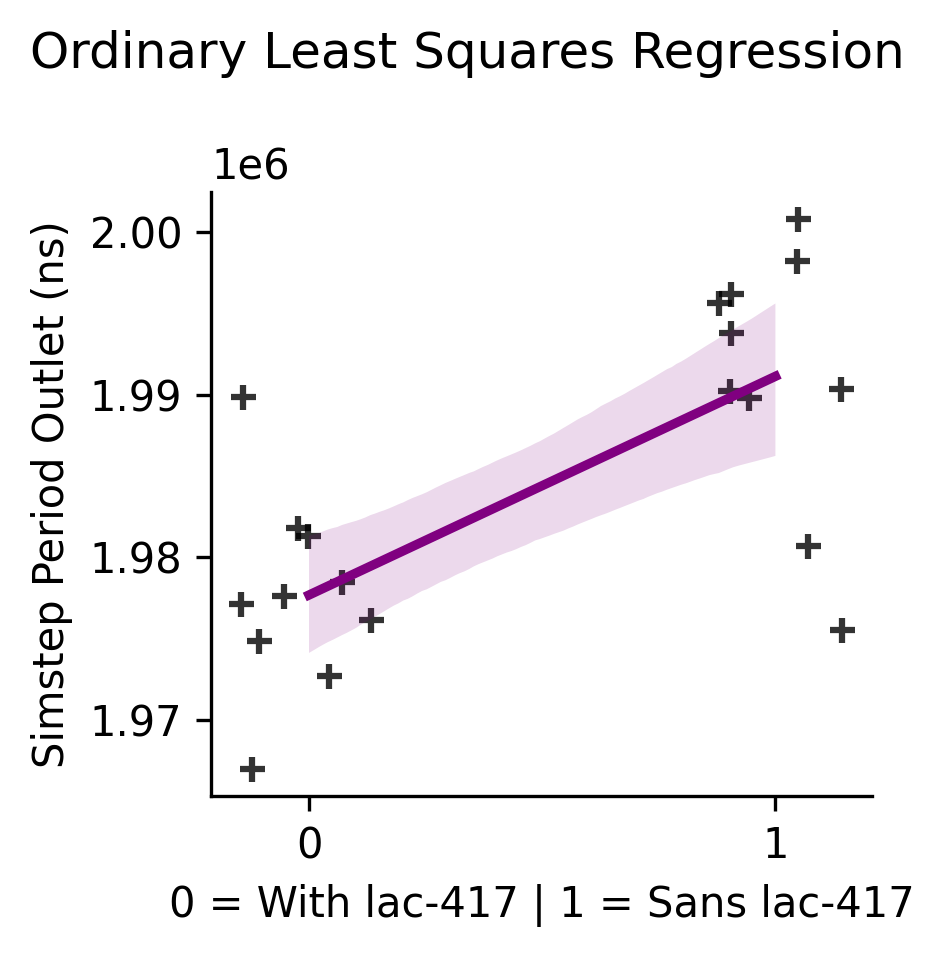 Ordinary Least Squares Regression
1e6
Simstep Period Outlet (ns)
2.00
1.99
1.98
1.97
0 1
0 = With lac-417 | 1 = Sans lac-417